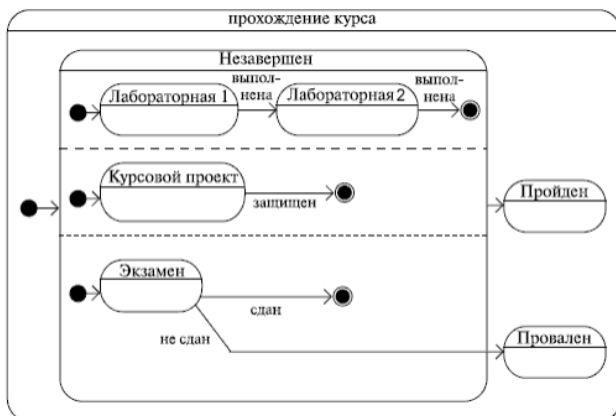 прохождение курса
Незавершен
Лабораторная 1
выпол-
нена
Лабораторная 2
выпол-
нена
Курсовой проект
защищен
Пройден
Экзамен
сдан
не сдан
Провален